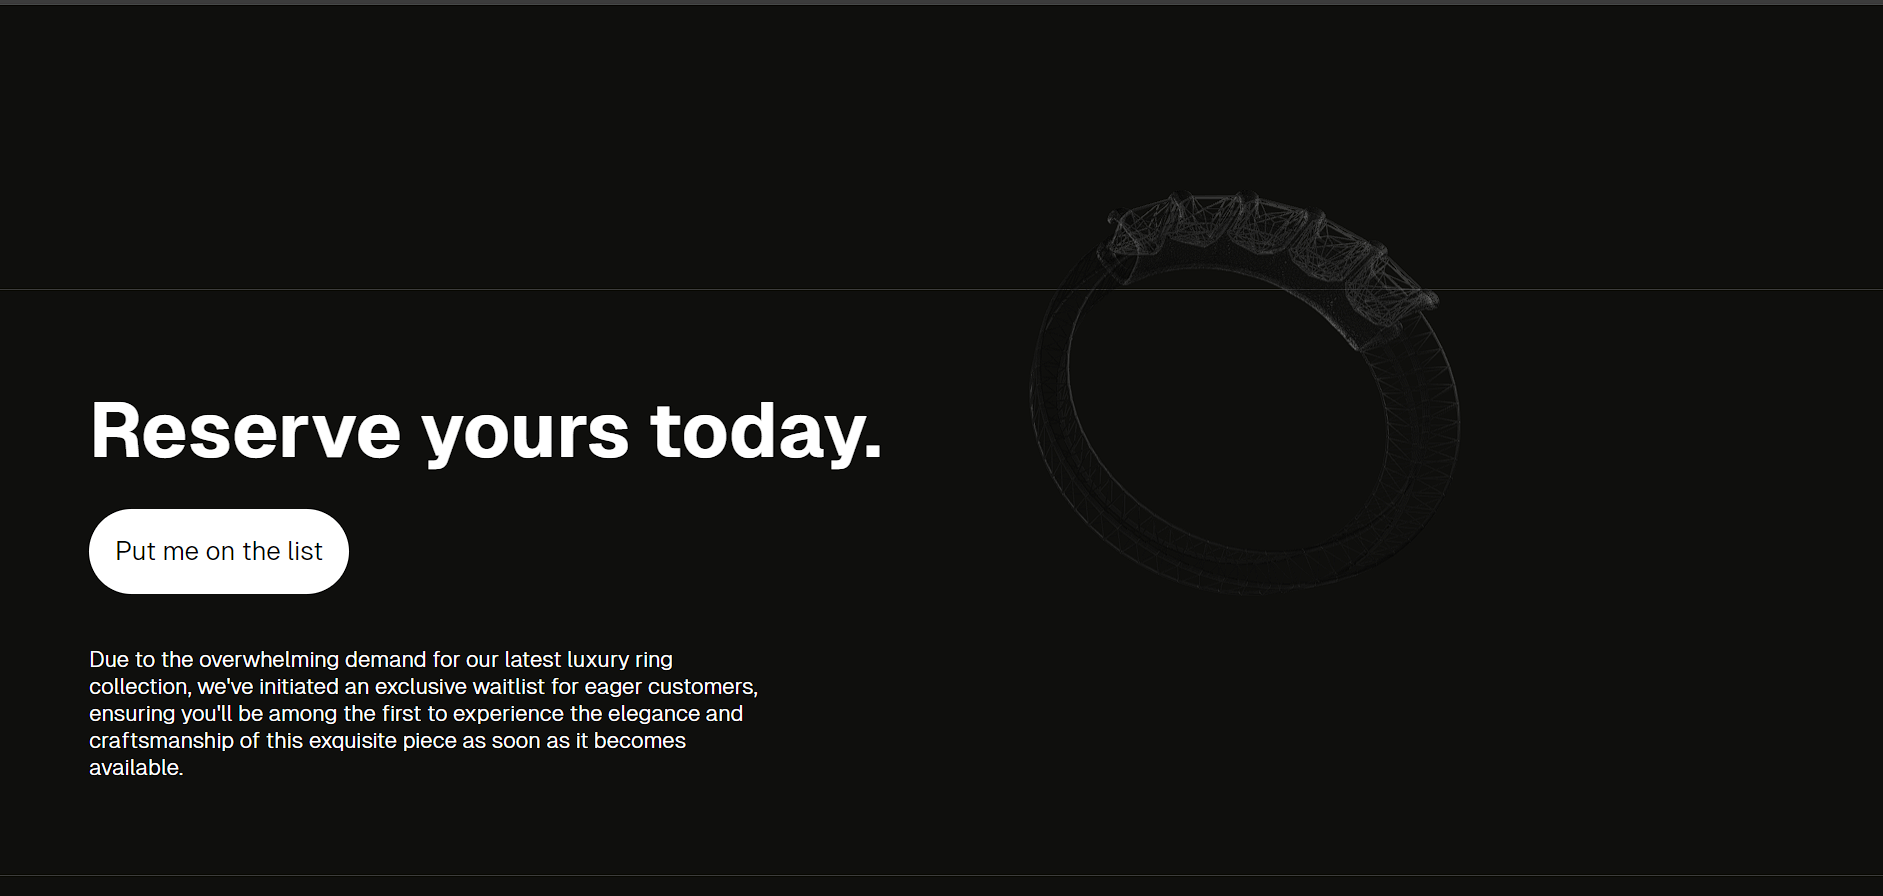 Reserve yours today.
Put me on the list
Due to the overwhelming demand for our latest luxury ring
collection, we've initiated an exclusive waitlist for eager customers,
ensuring you'll be among the first to experience the elegance and
craftsmanship of this exquisite piece as soon as it becomes
available.